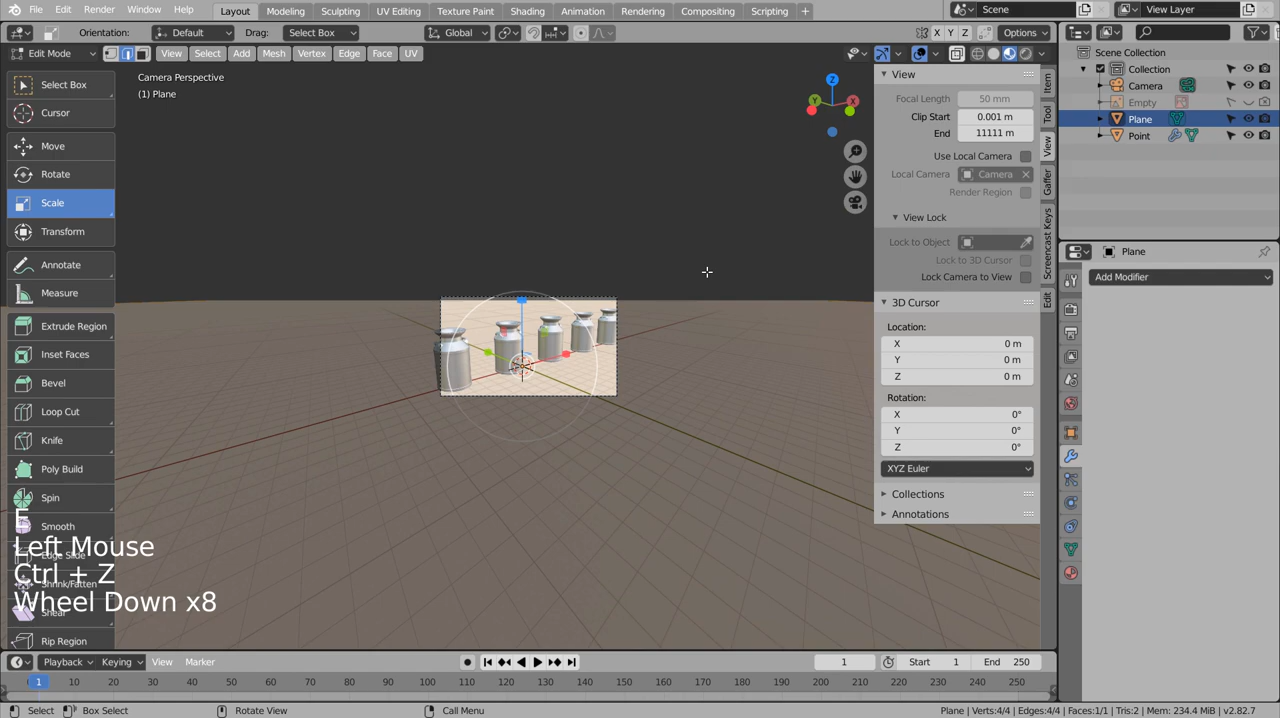 File Edit Render Window Help Layout Modeling Sculpting UV Editing Texture Paint Shading Animation Rendering Compositing Scripting + Scene View Layer
Orientation: Default Drag: Select Box Global X Y Z Options
Edit Mode View Select Add Mesh Vertex Edge Face UV
Camera Perspective
(1) Plane
Select Box
Cursor
Move
Rotate
Scale
Transform
Annotate
Measure
Extrude Region
Inset Faces
Bevel
Loop Cut
Knife
Poly Build
Spin
Smooth
Edge Slide
Shrink/Fatten
Shear
Rip Region
Left Mouse
Ctrl + Z
Wheel Down x8
Z
Y
X
View
Focal Length 50 mm
Clip Start 0.001 m
End 11111 m
Use Local Camera
Local Camera Camera
Render Region
View Lock
Lock to Object
Lock to 3D Cursor
Lock Camera to View
3D Cursor
Location:
X 0 m
Y 0 m
Z 0 m
Rotation:
X 0°
Y 0°
Z 0°
XYZ Euler
Collections
Annotations
Item
Tool
View
Gaffer
Screencast Keys
Edit
Scene Collection
Collection
Camera
Empty
Plane
Point
Plane
Add Modifier
Playback Keying View Marker 1 Start 1 End 250
1 10 20 30 40 50 60 70 80 90 100 110 120 130 140 150 160 170 180 190 200 210 220 230 240 250
Select Box Select Rotate View Call Menu Plane | Verts:4/4 | Edges:4/4 | Faces:1/1 | Tris:2 | Mem: 234.4 MiB | v2.82.7